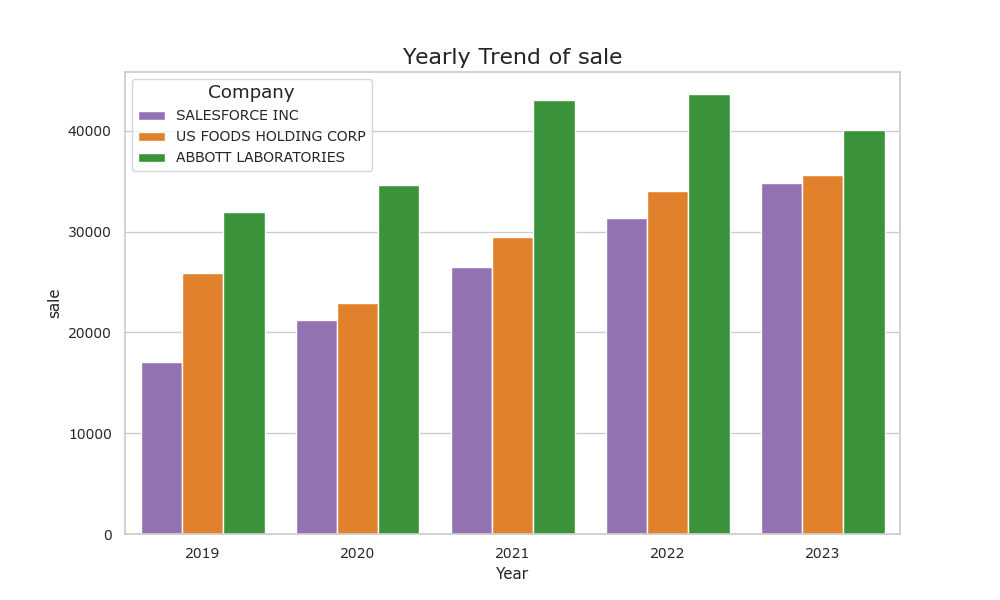 Yearly Trend of sale
Company
SALESFORCE INC
US FOODS HOLDING CORP
ABBOTT LABORATORIES
sale
40000
30000
20000
10000
0
2019 2020 2021 2022 2023
Year